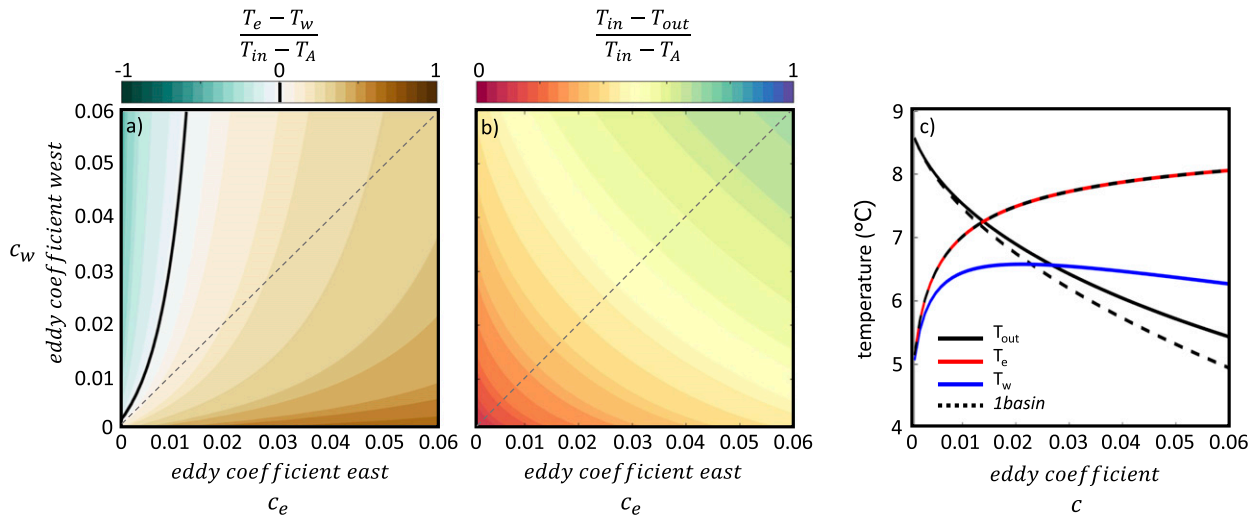 T_e − T_w
T_in − T_A
-1 0 1
a)
0.06
0.05
0.04
0.03
0.02
0.01
0
c_w
eddy coefficient west
0 0.01 0.02 0.03 0.04 0.05 0.06
eddy coefficient east
c_e
T_in − T_out
T_in − T_A
0 1
b)
0 0.01 0.02 0.03 0.04 0.05 0.06
eddy coefficient east
c_e
c)
9
8
7
6
5
4
temperature (°C)
T_out
T_e
T_w
1basin
0 0.01 0.02 0.03 0.04 0.05 0.06
eddy coefficient
c